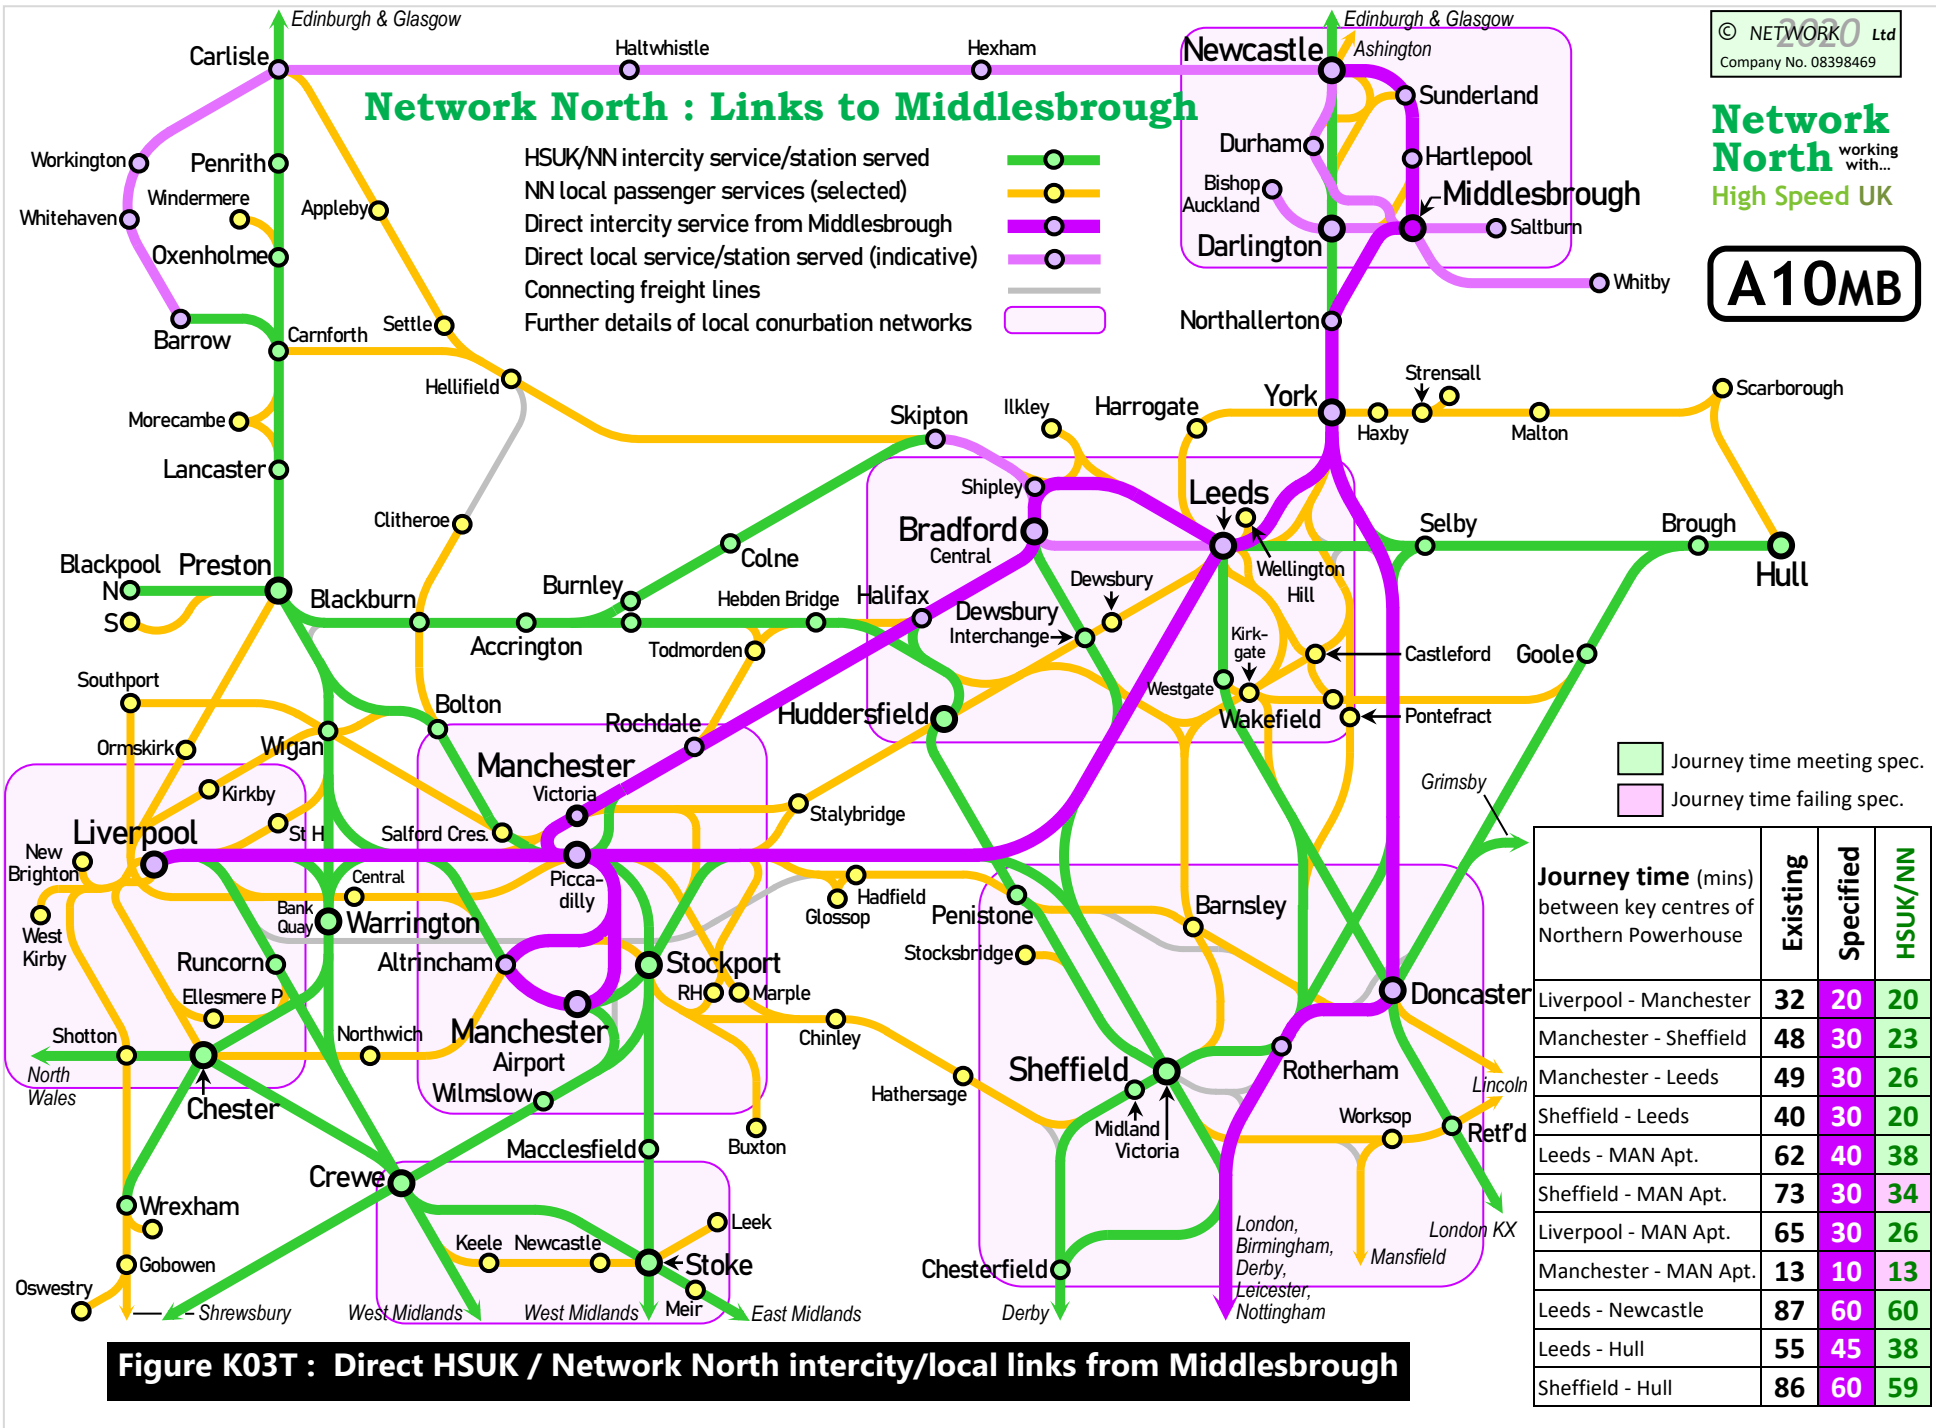 Edinburgh & Glasgow
Edinburgh & Glasgow
© NETWORK 2020 Ltd
Company No. 08398469
Carlisle
Haltwhistle
Hexham
Newcastle
Ashington
Sunderland
Network North : Links to Middlesbrough
Network
North working
with...
High Speed UK
HSUK/NN intercity service/station served
NN local passenger services (selected)
Direct intercity service from Middlesbrough
Direct local service/station served (indicative)
Connecting freight lines
Further details of local conurbation networks
Durham
Hartlepool
Bishop
Auckland
Middlesbrough
Darlington
Saltburn
Whitby
A10MB
Workington
Penrith
Windermere
Whitehaven
Appleby
Oxenholme
Barrow
Carnforth
Settle
Hellifield
Northallerton
Morecambe
Lancaster
Clitheroe
Skipton
Ilkley
Harrogate
York
Haxby
Strensall
Malton
Scarborough
Shipley
Leeds
Bradford
Central
Wellington
Hill
Selby
Brough
Hull
Blackpool
N
S
Preston
Blackburn
Accrington
Burnley
Colne
Hebden Bridge
Todmorden
Halifax
Dewsbury
Dewsbury
Interchange
Kirk-
gate
Castleford
Goole
Westgate
Wakefield
Pontefract
Huddersfield
Southport
Ormskirk
Wigan
Bolton
Rochdale
Manchester
Victoria
Kirkby
St H
Liverpool
New
Brighton
Salford Cres.
Stalybridge
Grimsby
Journey time meeting spec.
Journey time failing spec.
Picca-
dilly
Central
Bank
Quay
Warrington
West
Kirby
Hadfield
Glossop
Penistone
Barnsley
Stocksbridge
Runcorn
Altrincham
Stockport
RH
Marple
Doncaster
Ellesmere P
Manchester
Airport
Chinley
Shotton
North
Wales
Northwich
Chester
Wilmslow
Hathersage
Sheffield
Midland
Victoria
Rotherham
Lincoln
Worksop
Retf'd
Buxton
Macclesfield
Crewe
Wrexham
Leek
Keele
Newcastle
Stoke
Meir
Gobowen
Oswestry
Shrewsbury
West Midlands
West Midlands
East Midlands
Chesterfield
Derby
London,
Birmingham,
Derby,
Leicester,
Nottingham
Mansfield
London KX
Journey time (mins)
between key centres of
Northern Powerhouse
Existing
Specified
HSUK/NN
Liverpool - Manchester 32 20 20
Manchester - Sheffield 48 30 23
Manchester - Leeds 49 30 26
Sheffield - Leeds 40 30 20
Leeds - MAN Apt. 62 40 38
Sheffield - MAN Apt. 73 30 34
Liverpool - MAN Apt. 65 30 26
Manchester - MAN Apt. 13 10 13
Leeds - Newcastle 87 60 60
Leeds - Hull 55 45 38
Sheffield - Hull 86 60 59
Figure K03T : Direct HSUK / Network North intercity/local links from Middlesbrough